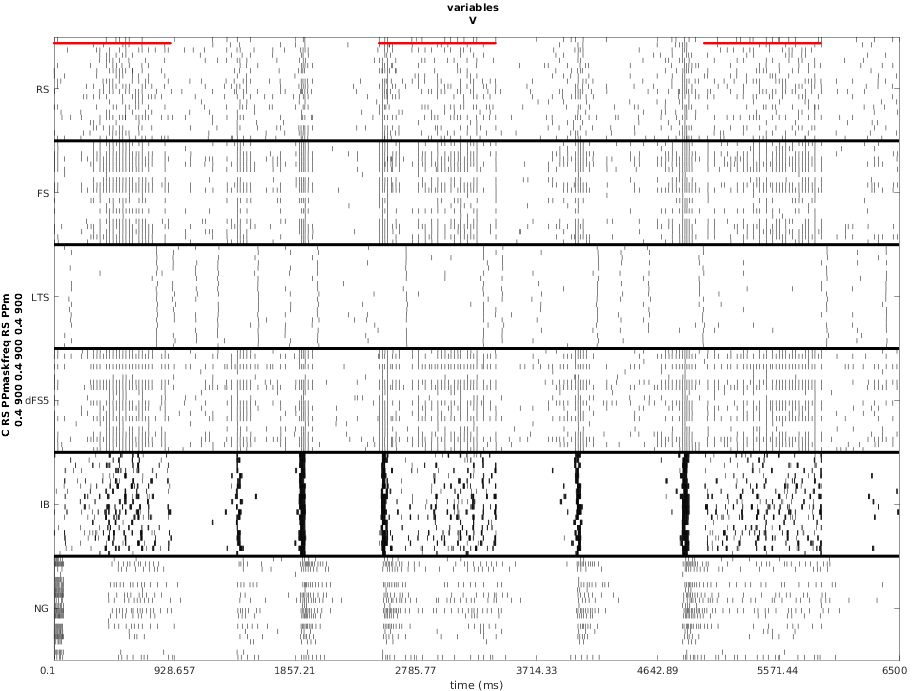 variables
V
RS
FS
LTS
dFS5
IB
NG
C RS PPmaskfreq RS PPm
0.4 900 0.4 900 0.4 900
0.1 928.657 1857.21 2785.77 3714.33 4642.89 5571.44 6500
time (ms)